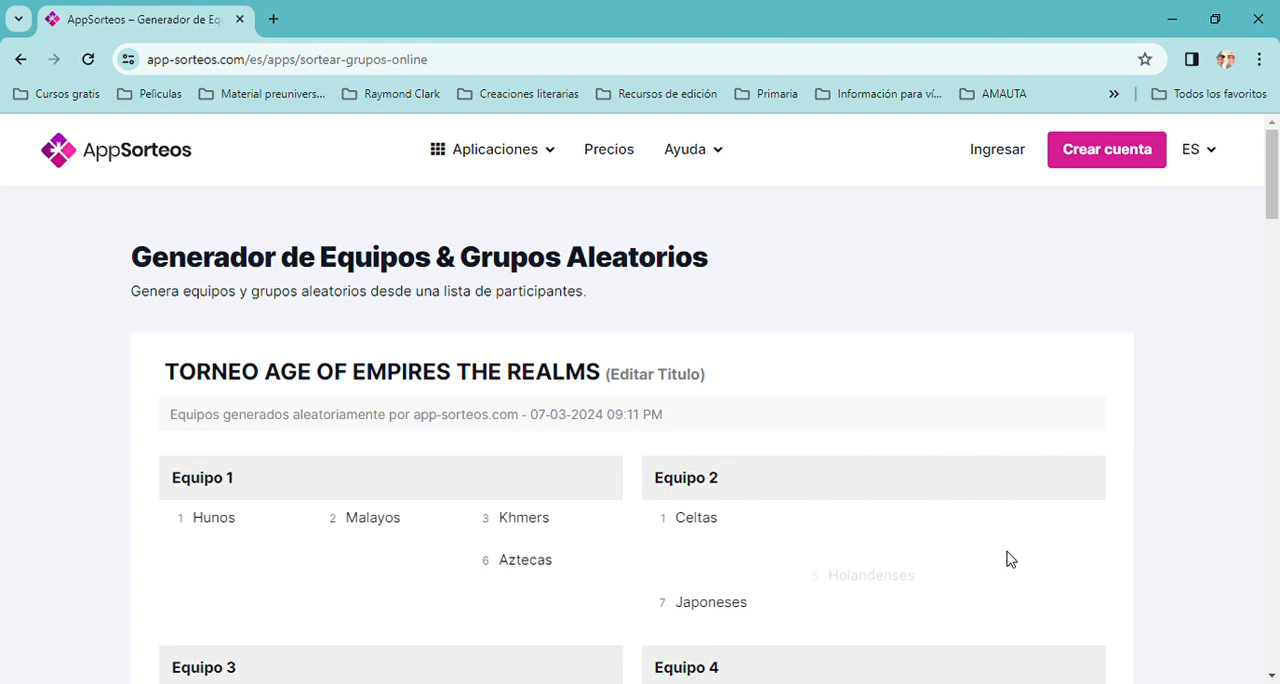 AppSorteos – Generador de Eq
app-sorteos.com/es/apps/sortear-grupos-online
Cursos gratis Peliculas Material preunivers... Raymond Clark Creaciones literarias Recursos de edición Primaria Información para ví... AMAUTA » Todos los favoritos
AppSorteos Aplicaciones Precios Ayuda Ingresar Crear cuenta ES
Generador de Equipos & Grupos Aleatorios
Genera equipos y grupos aleatorios desde una lista de participantes.
TORNEO AGE OF EMPIRES THE REALMS (Editar Titulo)
Equipos generados aleatoriamente por app-sorteos.com - 07-03-2024 09:11 PM
Equipo 1 Equipo 2
1 Hunos 2 Malayos 3 Khmers 1 Celtas
6 Aztecas
5 Holandenses
7 Japoneses
Equipo 3 Equipo 4